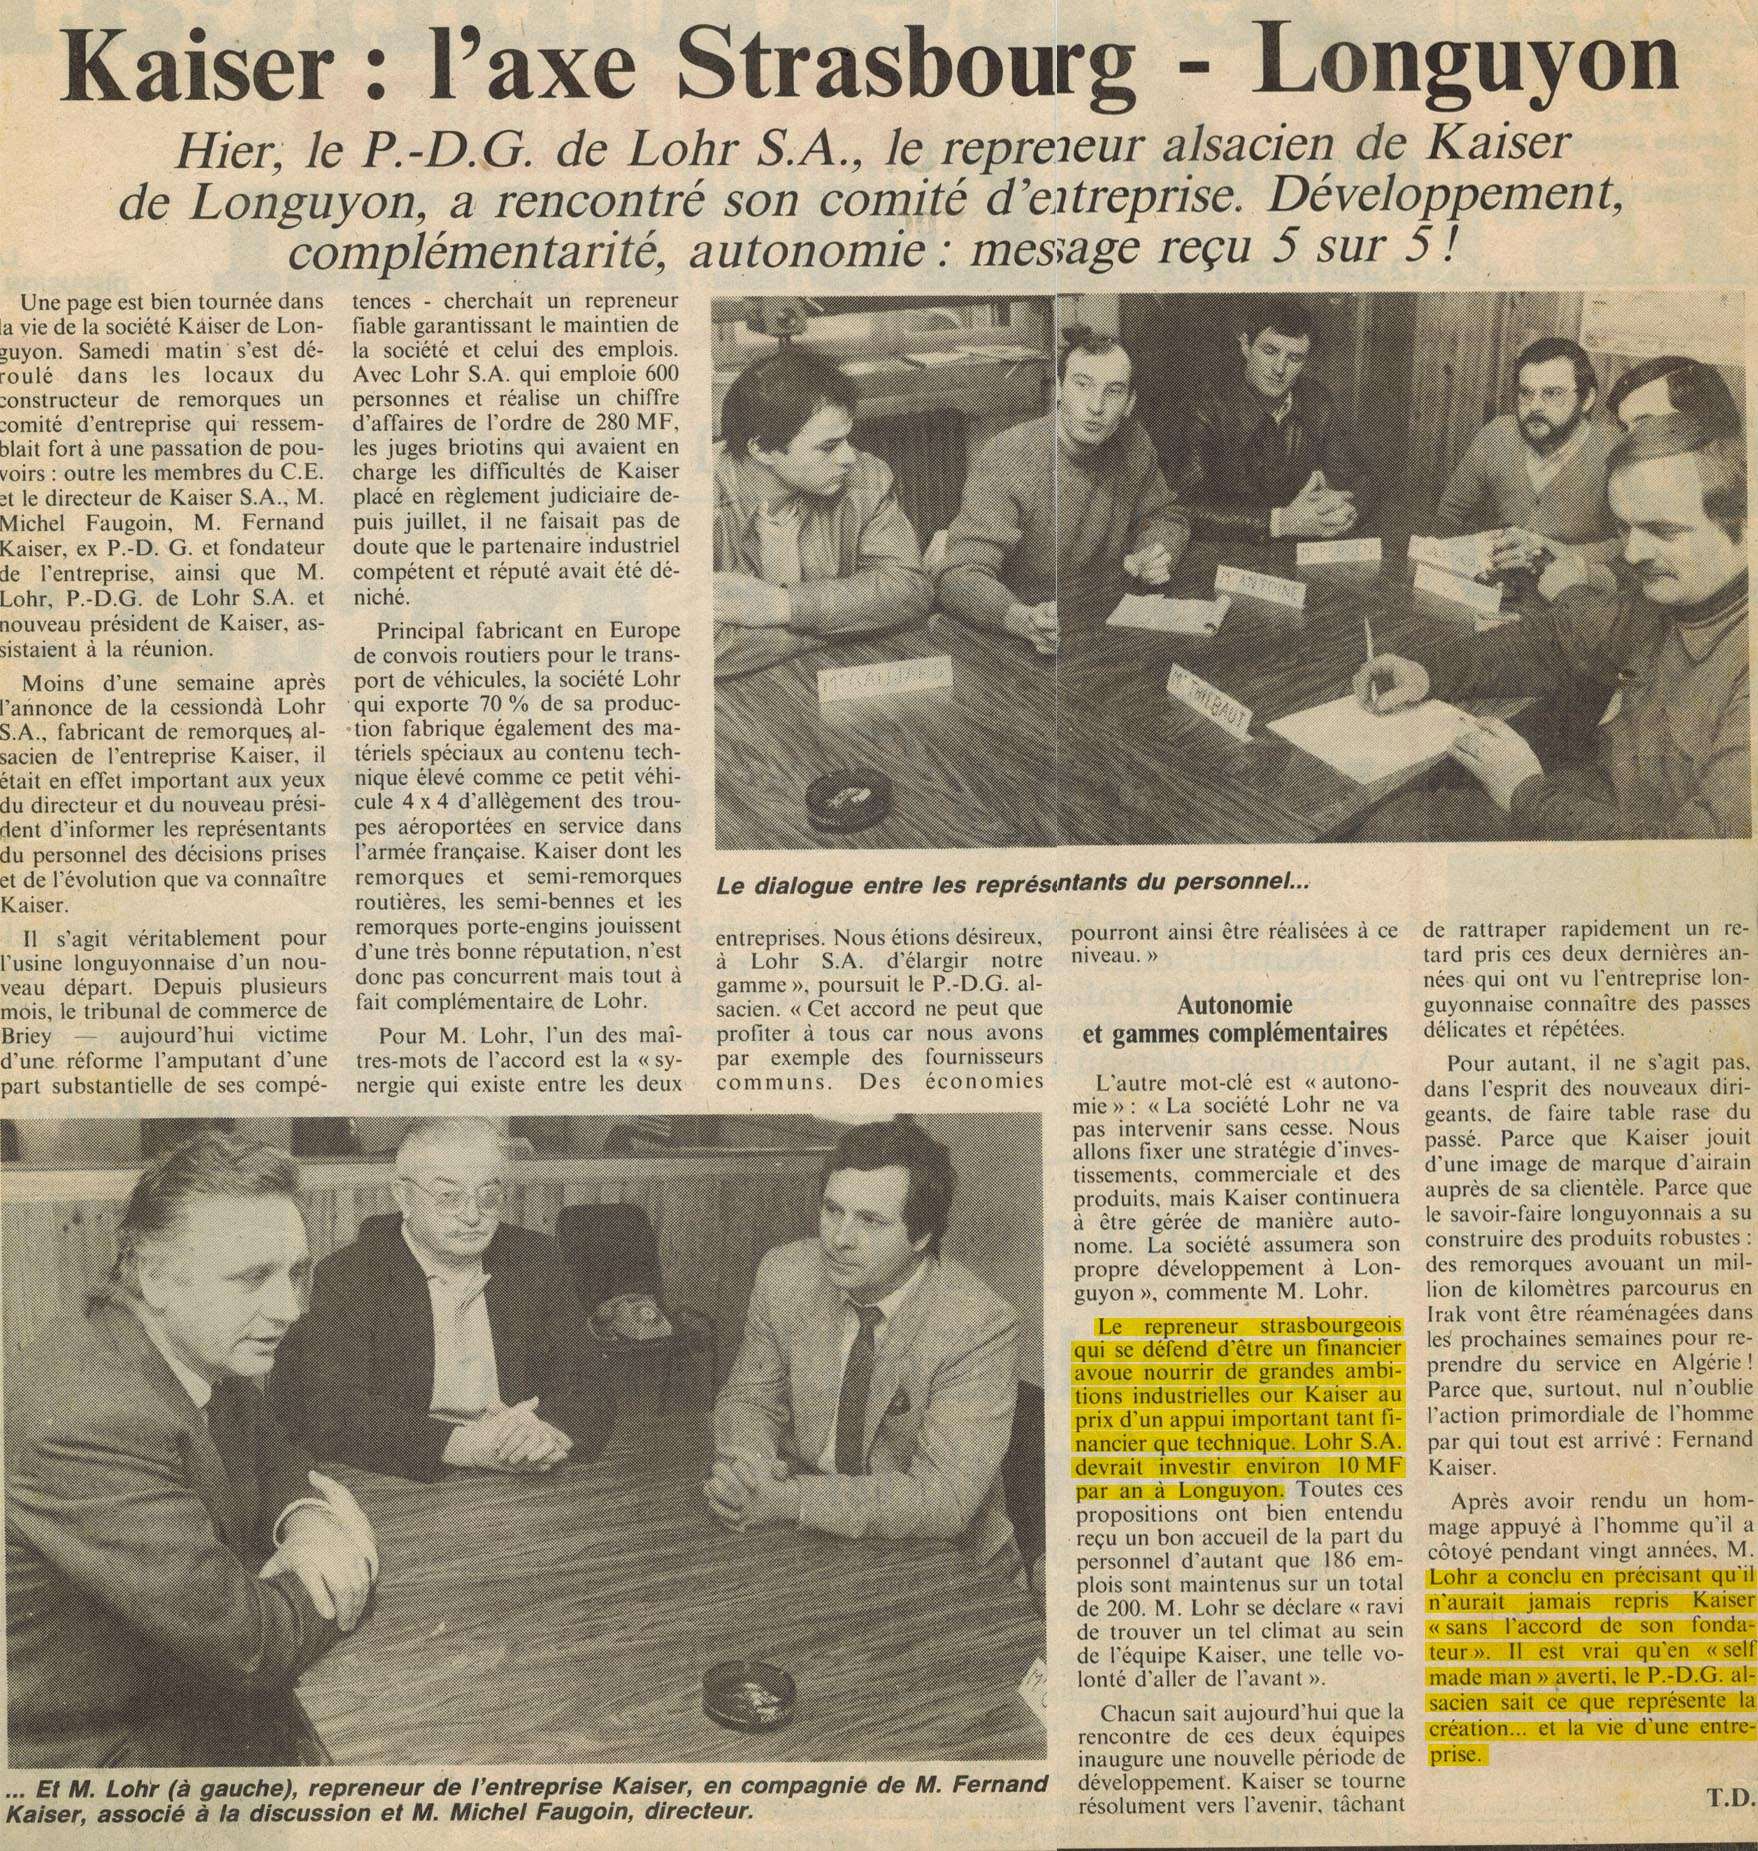 Kaiser : l'axe Strasbourg - Longuyon
Hier, le P.-D.G. de Lohr S.A., le repreneur alsacien de Kaiser
de Longuyon, a rencontré son comité d'entreprise. Développement,
complémentarité, autonomie : message reçu 5 sur 5 !
Une page est bien tournée dans
la vie de la société Kaiser de Lon-
guyon. Samedi matin s'est dé-
roulé dans les locaux du
constructeur de remorques un
comité d'entreprise qui ressem-
blait fort à une passation de pou-
voirs : outre les membres du C.E.
et le directeur de Kaiser S.A., M.
Michel Faugoin, M. Fernand
Kaiser, ex P.-D. G. et fondateur
de l'entreprise, ainsi que M.
Lohr, P.-D.G. de Lohr S.A. et
nouveau président de Kaiser, as-
sistaient à la réunion.
Moins d'une semaine après
l'annonce de la cessiondà Lohr
S.A., fabricant de remorques al-
sacien de l'entreprise Kaiser, il
était en effet important aux yeux
du directeur et du nouveau prési-
dent d'informer les représentants
du personnel des décisions prises
et de l'évolution que va connaître
Kaiser.
Il s'agit véritablement pour
l'usine longuyonnaise d'un nou-
veau départ. Depuis plusieurs
mois, le tribunal de commerce de
Briey — aujourd'hui victime
d'une réforme l'amputant d'une
part substantielle de ses compé-
tences - cherchait un repreneur
fiable garantissant le maintien de
la société et celui des emplois.
Avec Lohr S.A. qui emploie 600
personnes et réalise un chiffre
d'affaires de l'ordre de 280 MF,
les juges briotins qui avaient en
charge les difficultés de Kaiser
placé en règlement judiciaire de-
puis juillet, il ne faisait pas de
doute que le partenaire industriel
compétent et réputé avait été dé-
niché.
Principal fabricant en Europe
de convois routiers pour le trans-
port de véhicules, la société Lohr
qui exporte 70 % de sa produc-
tion fabrique également des ma-
tériels spéciaux au contenu tech-
nique élevé comme ce petit véhi-
cule 4 x 4 d'allègement des trou-
pes aéroportées en service dans
l'armée française. Kaiser dont les
remorques et semi-remorques
routières, les semi-bennes et les
remorques porte-engins jouissent
d'une très bonne réputation, n'est
donc pas concurrent mais tout à
fait complémentaire de Lohr.
Pour M. Lohr, l'un des maî-
tres-mots de l'accord est la « sy-
nergie qui existe entre les deux
M. ANTOINE
M. THIEBAUT
Le dialogue entre les représentants du personnel...
entreprises. Nous étions désireux,
à Lohr S.A. d'élargir notre
gamme », poursuit le P.-D.G. al-
sacien. « Cet accord ne peut que
profiter à tous car nous avons
par exemple des fournisseurs
communs. Des économies
pourront ainsi être réalisées à ce
niveau. »
Autonomie
et gammes complémentaires
L'autre mot-clé est « autono-
mie » : « La société Lohr ne va
pas intervenir sans cesse. Nous
allons fixer une stratégie d'inves-
tissements, commerciale et des
produits, mais Kaiser continuera
à être gérée de manière auto-
nome. La société assumera son
propre développement à Lon-
guyon », commente M. Lohr.
Le repreneur strasbourgeois
qui se défend d'être un financier
avoue nourrir de grandes ambi-
tions industrielles our Kaiser au
prix d'un appui important tant fi-
nancier que technique. Lohr S.A.
devrait investir environ 10 MF
par an à Longuyon. Toutes ces
propositions ont bien entendu
reçu un bon accueil de la part du
personnel d'autant que 186 em-
plois sont maintenus sur un total
de 200. M. Lohr se déclare « ravi
de trouver un tel climat au sein
de l'équipe Kaiser, une telle vo-
lonté d'aller de l'avant ».
Chacun sait aujourd'hui que la
rencontre de ces deux équipes
inaugure une nouvelle période de
développement. Kaiser se tourne
résolument vers l'avenir, tâchant
de rattraper rapidement un re-
tard pris ces deux dernières an-
nées qui ont vu l'entreprise lon-
guyonnaise connaître des passes
délicates et répétées.
Pour autant, il ne s'agit pas,
dans l'esprit des nouveaux diri-
geants, de faire table rase du
passé. Parce que Kaiser jouit
d'une image de marque d'airain
auprès de sa clientèle. Parce que
le savoir-faire longuyonnais a su
construire des produits robustes :
des remorques avouant un mil-
lion de kilomètres parcourus en
Irak vont être réaménagées dans
les prochaines semaines pour re-
prendre du service en Algérie !
Parce que, surtout, nul n'oublie
l'action primordiale de l'homme
par qui tout est arrivé : Fernand
Kaiser.
Après avoir rendu un hom-
mage appuyé à l'homme qu'il a
côtoyé pendant vingt années, M.
Lohr a conclu en précisant qu'il
n'aurait jamais repris Kaiser
« sans l'accord de son fonda-
teur ». Il est vrai qu'en « self
made man » averti, le P.-D.G. al-
sacien sait ce que représente la
création... et la vie d'une entre-
prise.
T.D.
... Et M. Lohr (à gauche), repreneur de l'entreprise Kaiser, en compagnie de M. Fernand
Kaiser, associé à la discussion et M. Michel Faugoin, directeur.